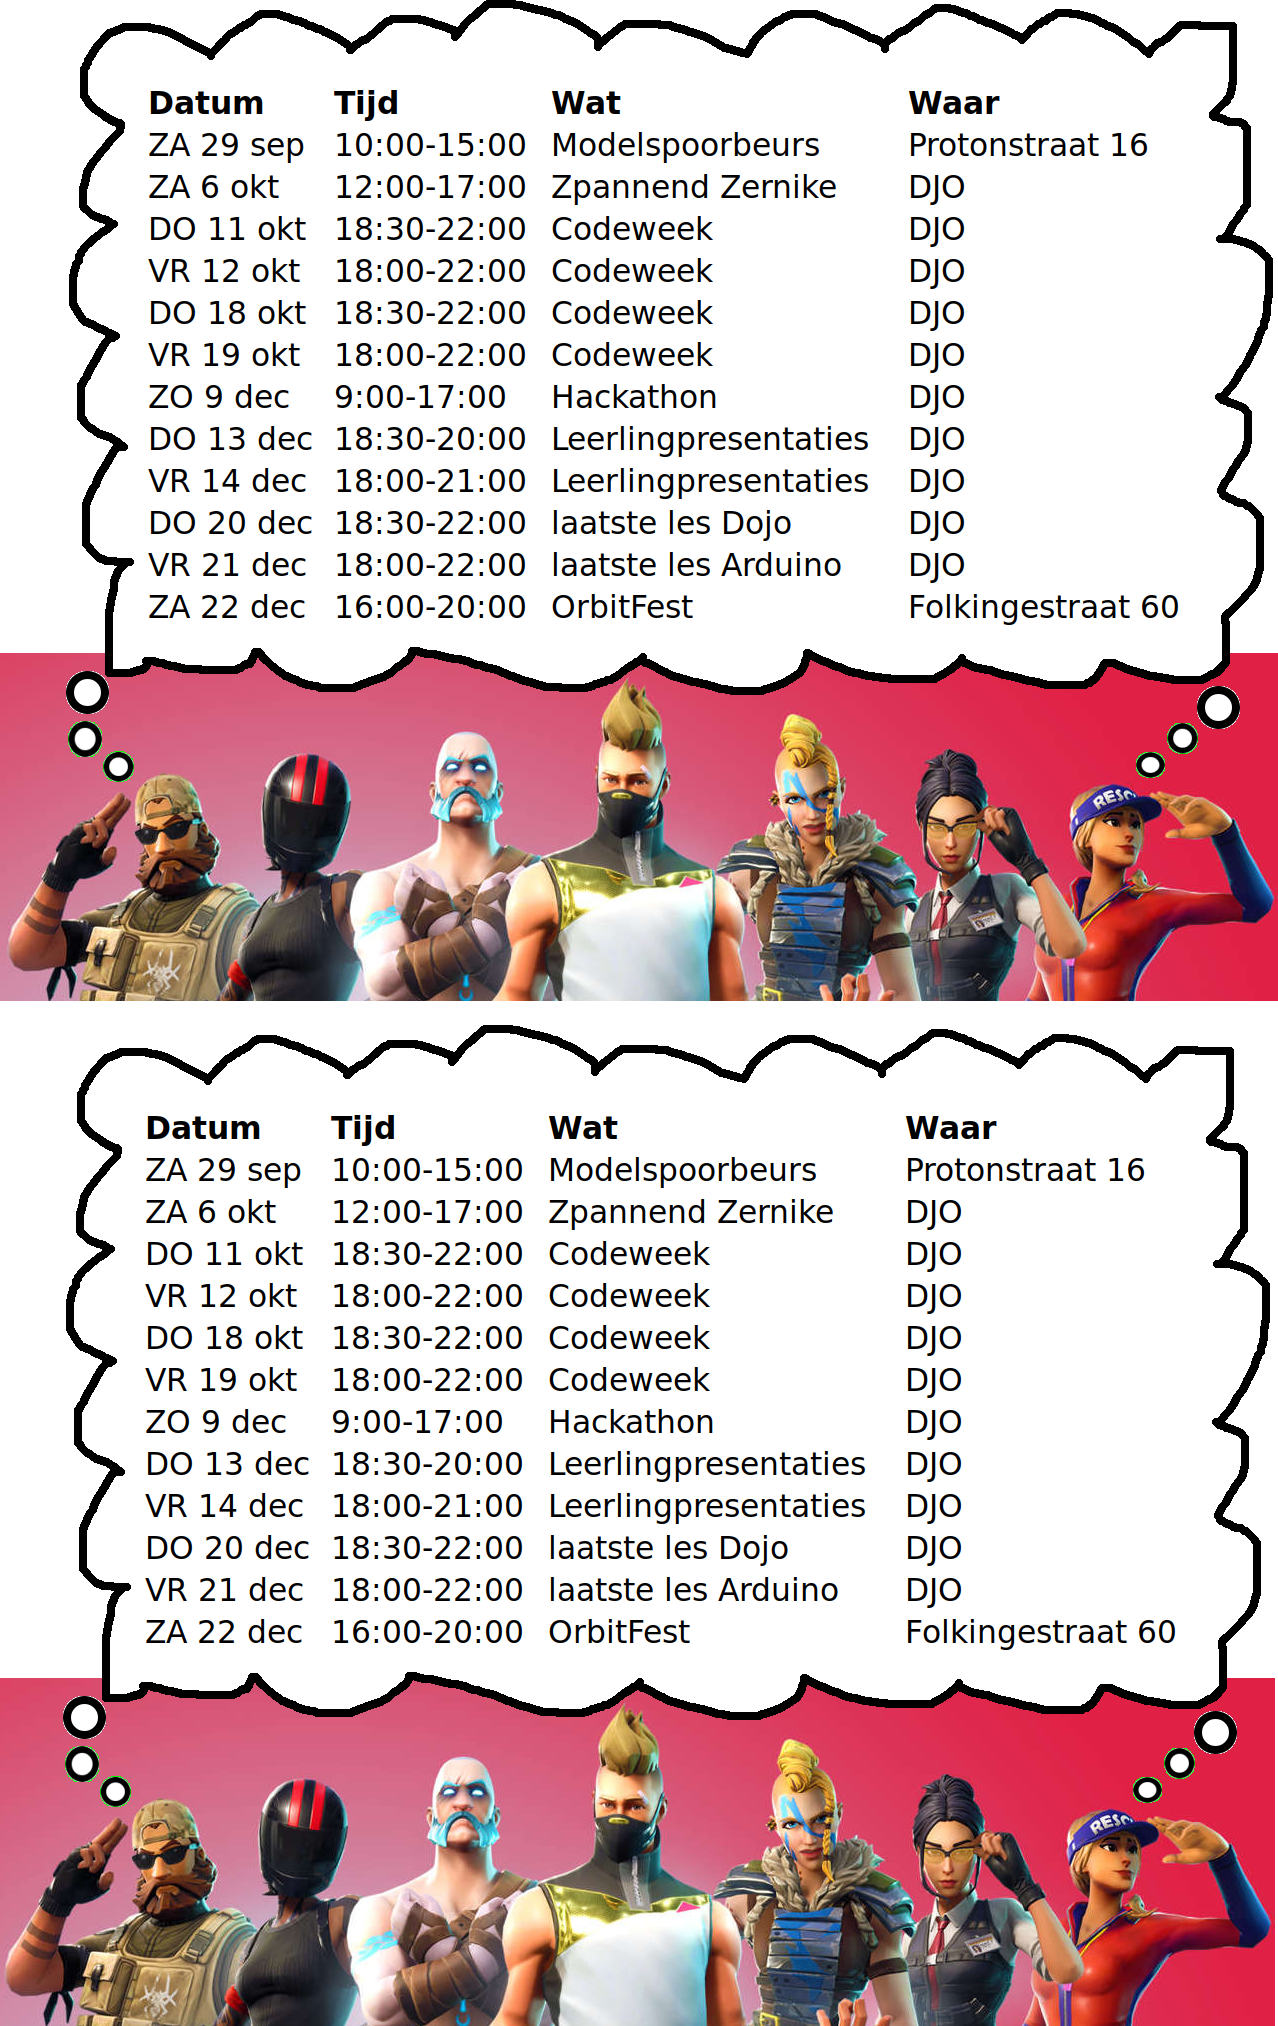 Datum Tijd Wat Waar
ZA 29 sep 10:00-15:00 Modelspoorbeurs Protonstraat 16
ZA 6 okt 12:00-17:00 Zpannend Zernike DJO
DO 11 okt 18:30-22:00 Codeweek DJO
VR 12 okt 18:00-22:00 Codeweek DJO
DO 18 okt 18:30-22:00 Codeweek DJO
VR 19 okt 18:00-22:00 Codeweek DJO
ZO 9 dec 9:00-17:00 Hackathon DJO
DO 13 dec 18:30-20:00 Leerlingpresentaties DJO
VR 14 dec 18:00-21:00 Leerlingpresentaties DJO
DO 20 dec 18:30-22:00 laatste les Dojo DJO
VR 21 dec 18:00-22:00 laatste les Arduino DJO
ZA 22 dec 16:00-20:00 OrbitFest Folkingestraat 60
Datum Tijd Wat Waar
ZA 29 sep 10:00-15:00 Modelspoorbeurs Protonstraat 16
ZA 6 okt 12:00-17:00 Zpannend Zernike DJO
DO 11 okt 18:30-22:00 Codeweek DJO
VR 12 okt 18:00-22:00 Codeweek DJO
DO 18 okt 18:30-22:00 Codeweek DJO
VR 19 okt 18:00-22:00 Codeweek DJO
ZO 9 dec 9:00-17:00 Hackathon DJO
DO 13 dec 18:30-20:00 Leerlingpresentaties DJO
VR 14 dec 18:00-21:00 Leerlingpresentaties DJO
DO 20 dec 18:30-22:00 laatste les Dojo DJO
VR 21 dec 18:00-22:00 laatste les Arduino DJO
ZA 22 dec 16:00-20:00 OrbitFest Folkingestraat 60